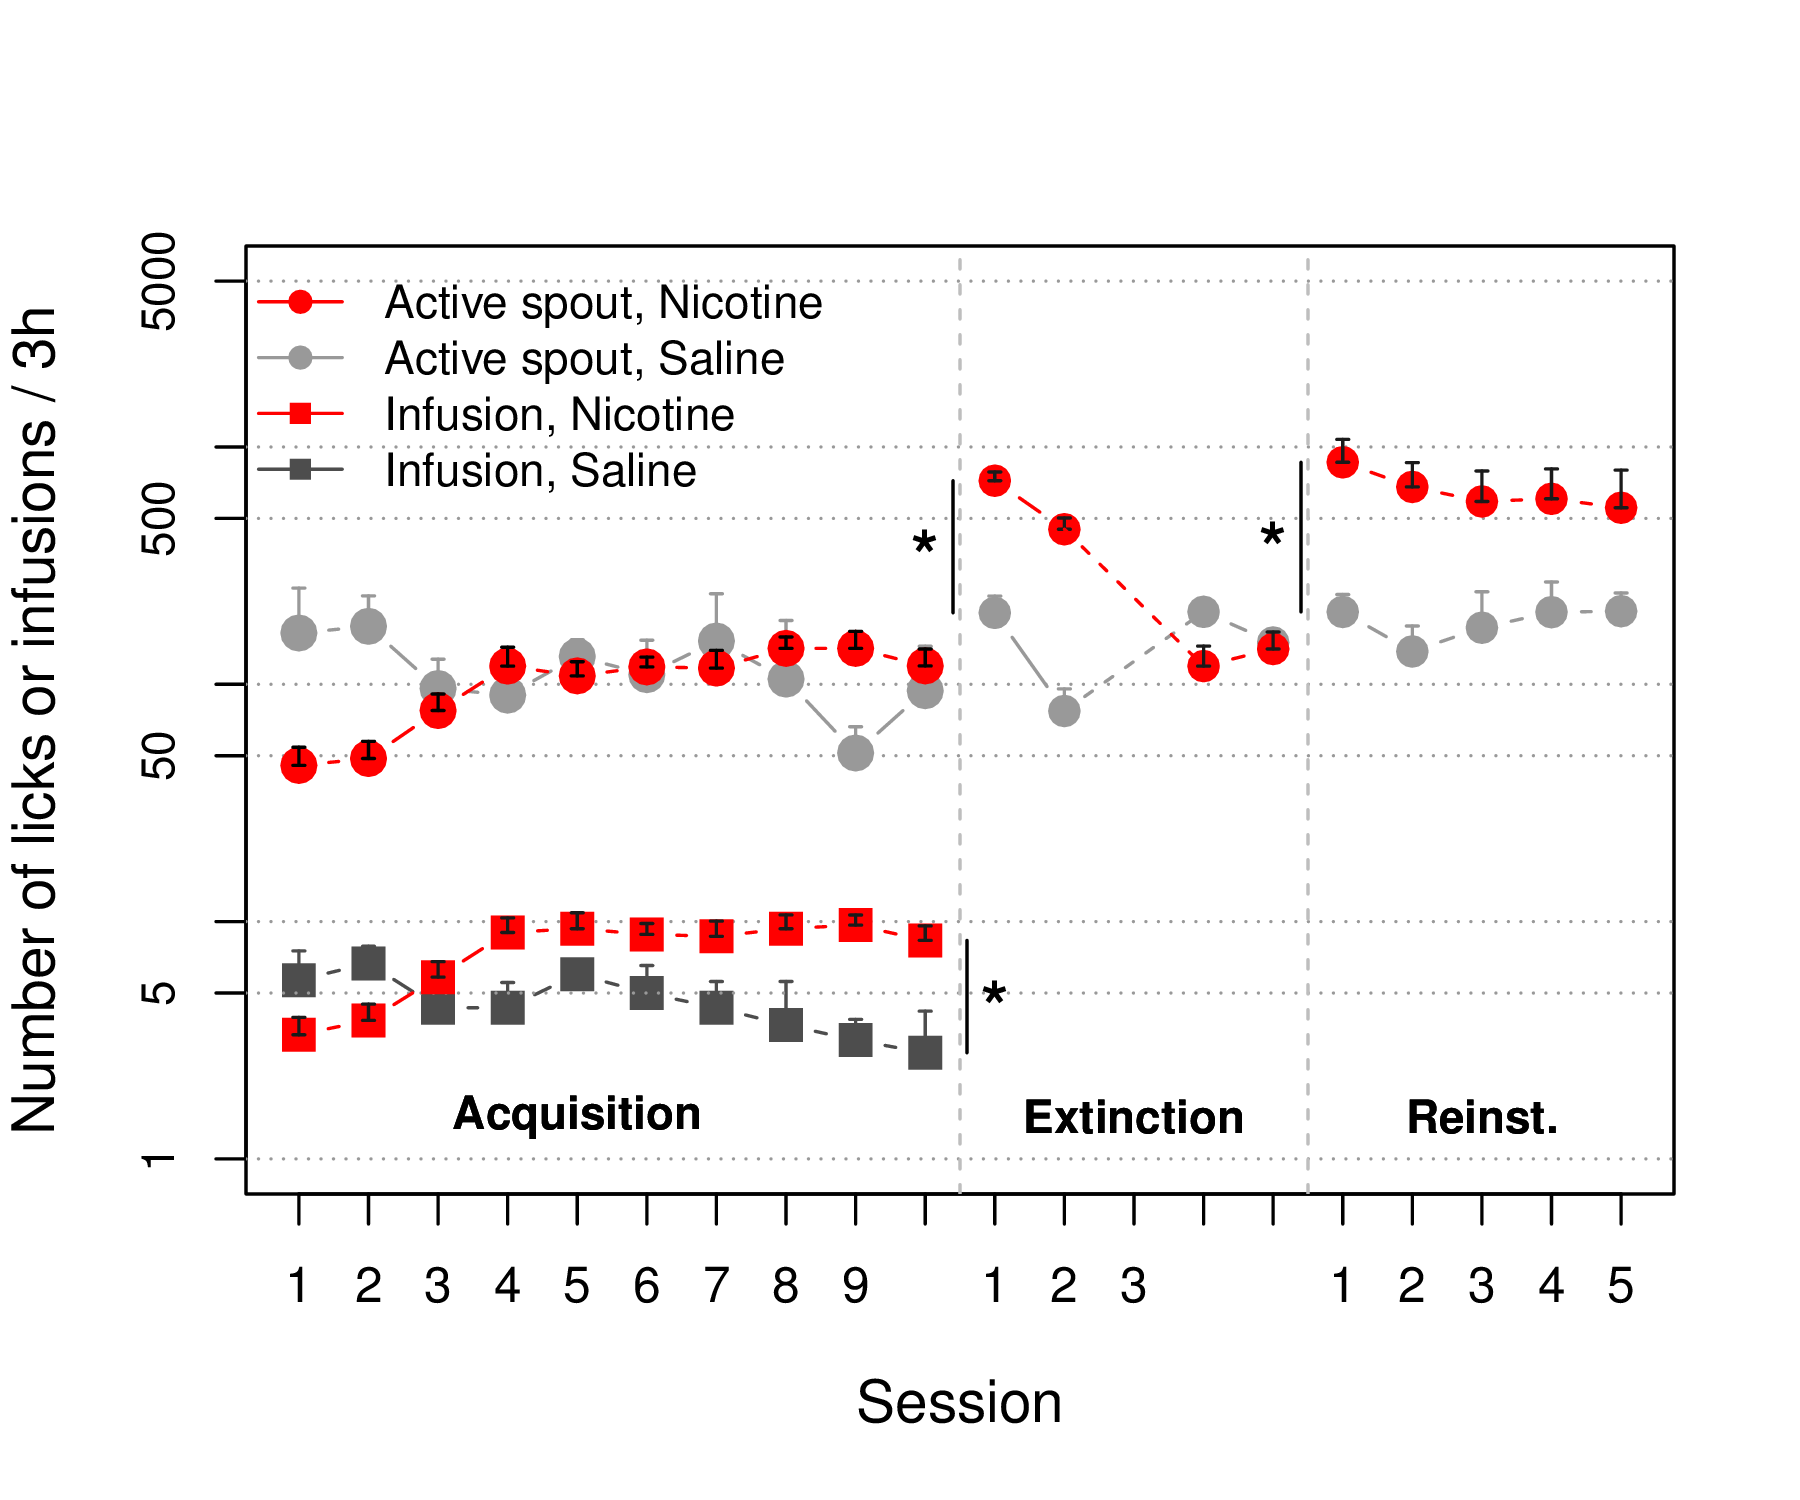 Number of licks or infusions / 3h
5000
500
50
5
1
Active spout, Nicotine
Active spout, Saline
Infusion, Nicotine
Infusion, Saline
*
*
*
Acquisition
Extinction
Reinst.
1 2 3 4 5 6 7 8 9 1 2 3 1 2 3 4 5
Session